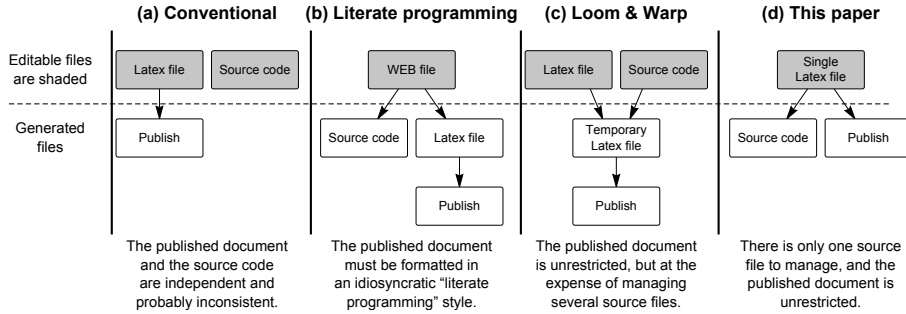 (a) Conventional
(b) Literate programming
(c) Loom & Warp
(d) This paper
Editable files
are shaded
Latex file
Source code
WEB file
Latex file
Source code
Single
Latex file
Generated
files
Publish
Source code
Latex file
Temporary
Latex file
Source code
Publish
Publish
Publish
The published document
and the source code
are independent and
probably inconsistent.
The published document
must be formatted in
an idiosyncratic “literate
programming” style.
The published document
is unrestricted, but at the
expense of managing
several source files.
There is only one source
file to manage, and the
published document is
unrestricted.